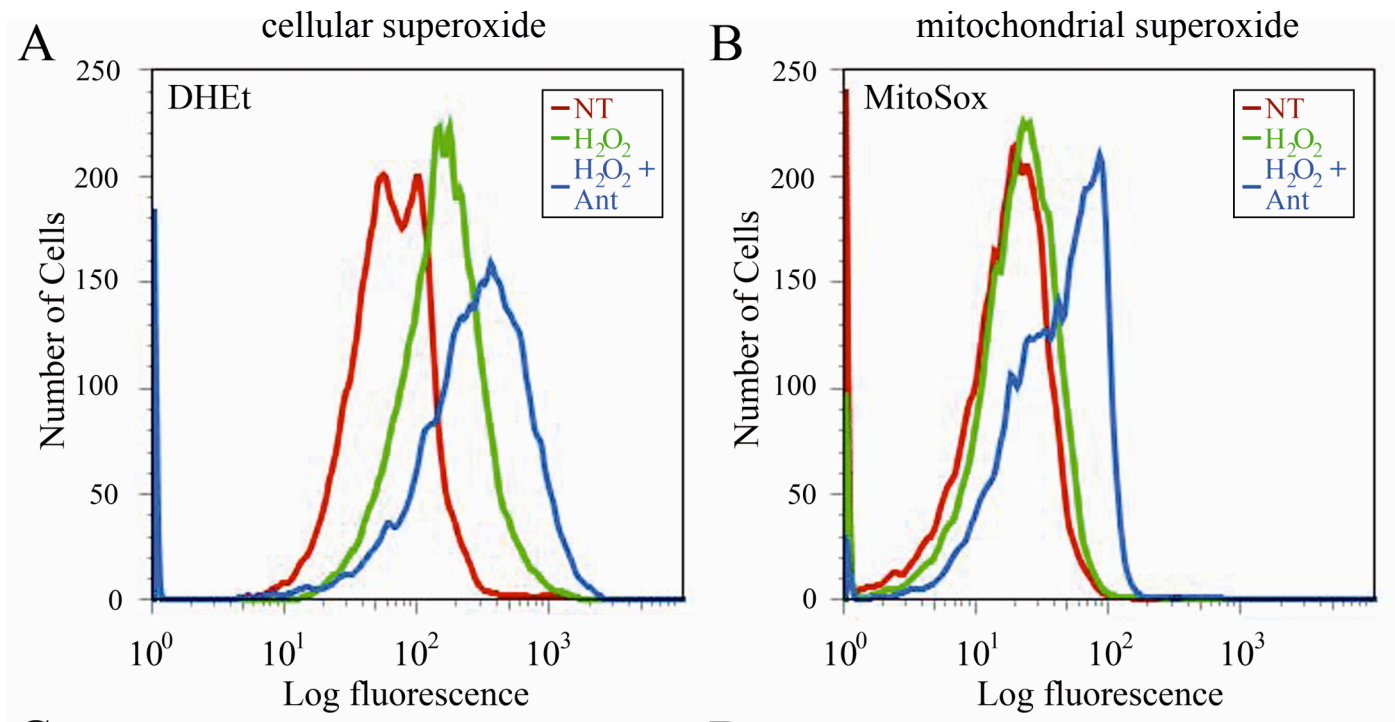 A
cellular superoxide
DHEt
NT
H2O2
H2O2 +
Ant
250
200
150
100
50
0
Number of Cells
10^0 10^1 10^2 10^3
Log fluorescence
B
mitochondrial superoxide
MitoSox
NT
H2O2
H2O2 +
Ant
250
200
150
100
50
0
Number of Cells
10^0 10^1 10^2 10^3
Log fluorescence